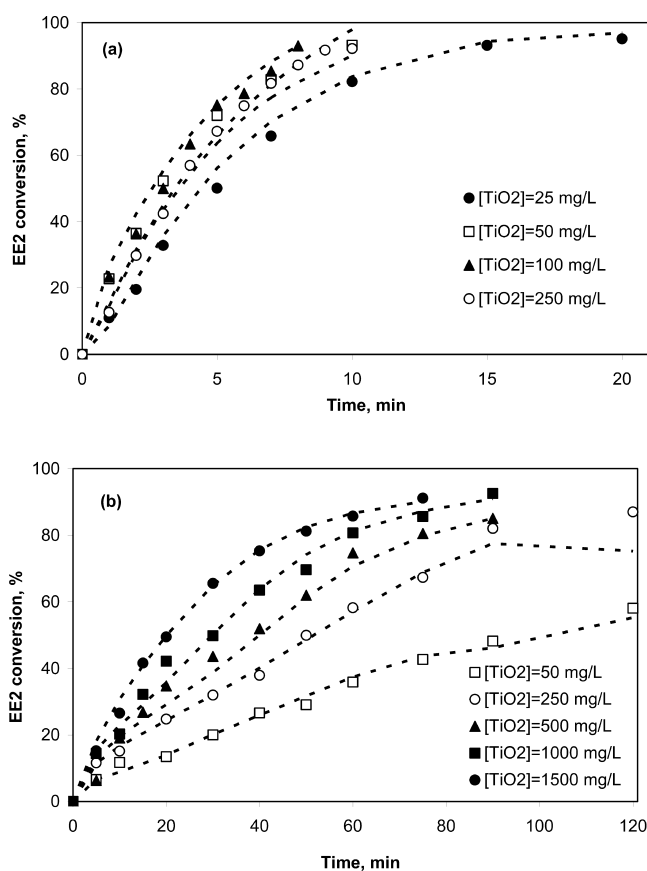 100
(a)
80
60
40
20
0
EE2 conversion, %
[TiO2]=25 mg/L
[TiO2]=50 mg/L
[TiO2]=100 mg/L
[TiO2]=250 mg/L
0 5 10 15 20
Time, min
100
(b)
80
60
40
20
0
EE2 conversion, %
[TiO2]=50 mg/L
[TiO2]=250 mg/L
[TiO2]=500 mg/L
[TiO2]=1000 mg/L
[TiO2]=1500 mg/L
0 20 40 60 80 100 120
Time, min